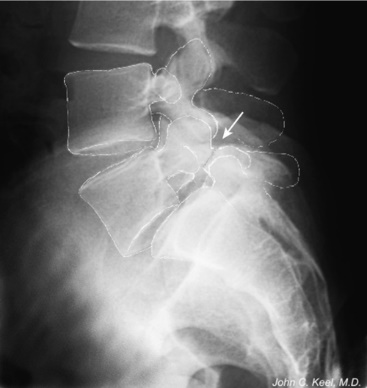 John C. Keel, M.D.